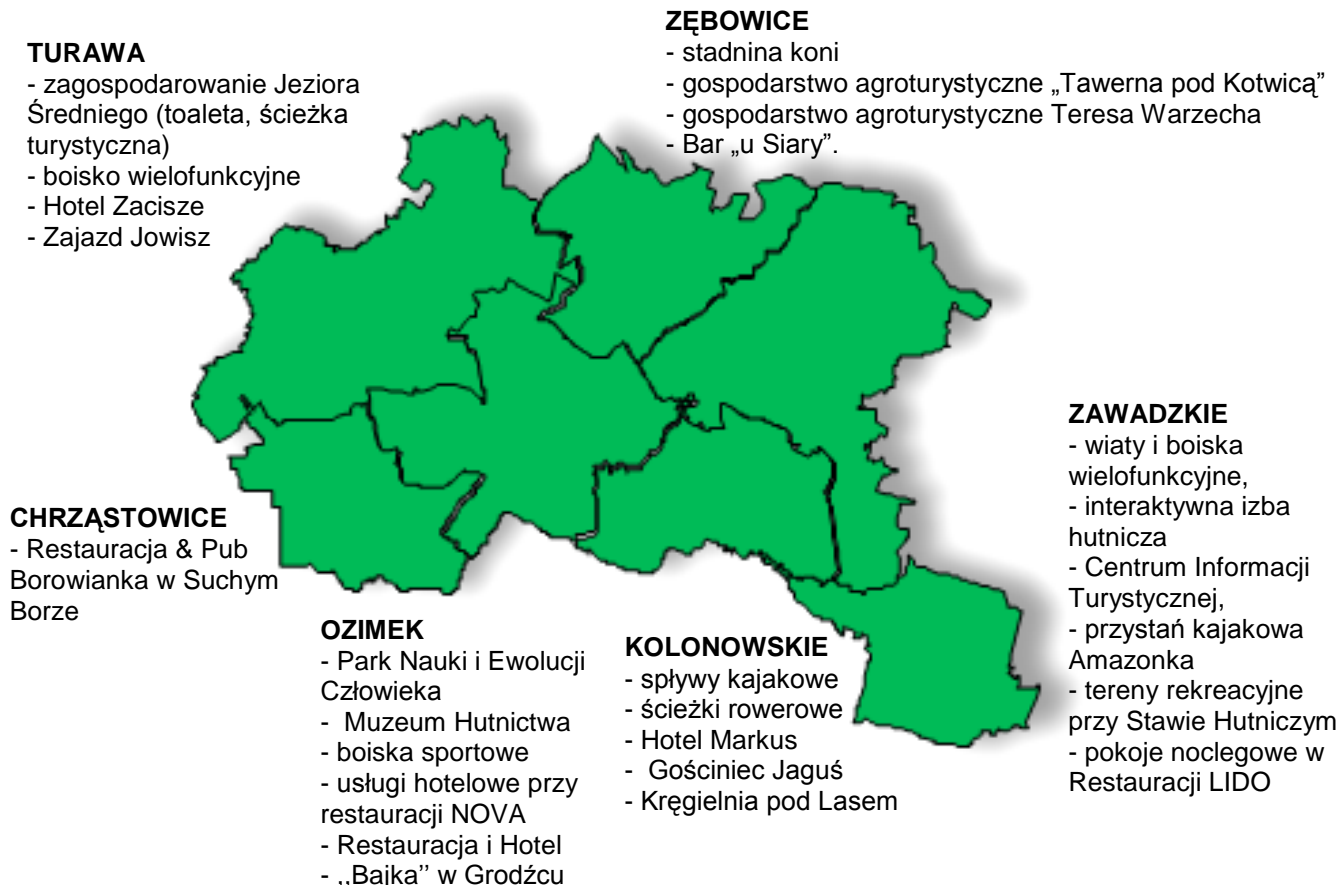 TURAWA
- zagospodarowanie Jeziora
Średniego (toaleta, ścieżka
turystyczna)
- boisko wielofunkcyjne
- Hotel Zacisze
- Zajazd Jowisz
ZĘBOWICE
- stadnina koni
- gospodarstwo agroturystyczne „Tawerna pod Kotwicą”
- gospodarstwo agroturystyczne Teresa Warzecha
- Bar „u Siary”.
CHRZĄSTOWICE
- Restauracja & Pub
Borowianka w Suchym
Borze
OZIMEK
- Park Nauki i Ewolucji
Człowieka
- Muzeum Hutnictwa
- boiska sportowe
- usługi hotelowe przy
restauracji NOVA
- Restauracja i Hotel
- ,,Bajka’’ w Grodźcu
KOLONOWSKIE
- spływy kajakowe
- ścieżki rowerowe
- Hotel Markus
- Gościniec Jaguś
- Kręgielnia pod Lasem
ZAWADZKIE
- wiaty i boiska
wielofunkcyjne,
- interaktywna izba
hutnicza
- Centrum Informacji
Turystycznej,
- przystań kajakowa
Amazonka
- tereny rekreacyjne
przy Stawie Hutniczym
- pokoje noclegowe w
Restauracji LIDO